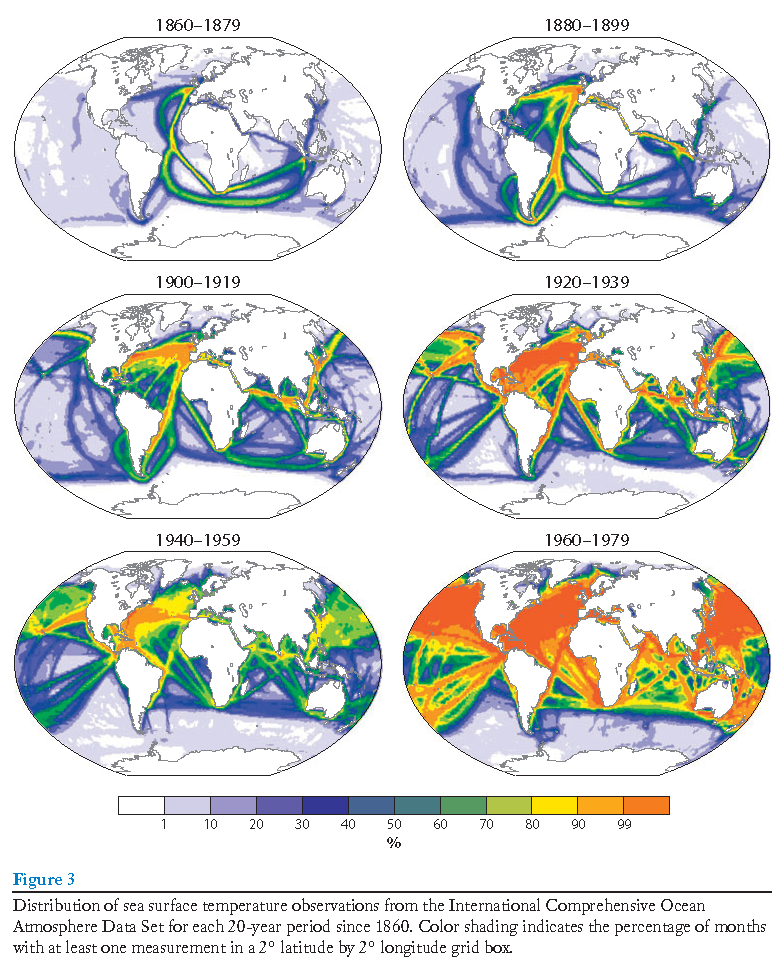 1860–1879
1880–1899
1900–1919
1920–1939
1940–1959
1960–1979
1 10 20 30 40 50 60 70 80 90 99
%
Figure 3
Distribution of sea surface temperature observations from the International Comprehensive Ocean
Atmosphere Data Set for each 20-year period since 1860. Color shading indicates the percentage of months
with at least one measurement in a 2° latitude by 2° longitude grid box.